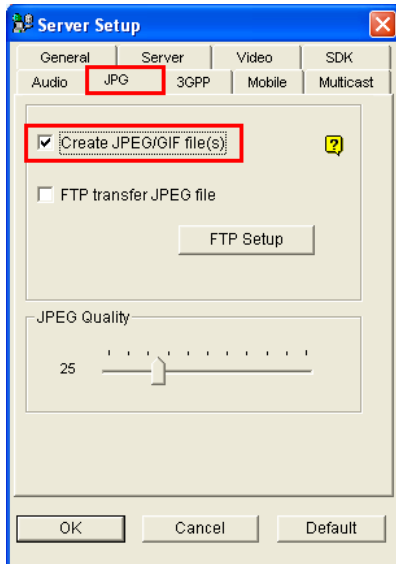 Server Setup
General Server Video SDK
Audio JPG 3GPP Mobile Multicast
Create JPEG/GIF file(s)
?
FTP transfer JPEG file
FTP Setup
JPEG Quality
25
OK Cancel Default